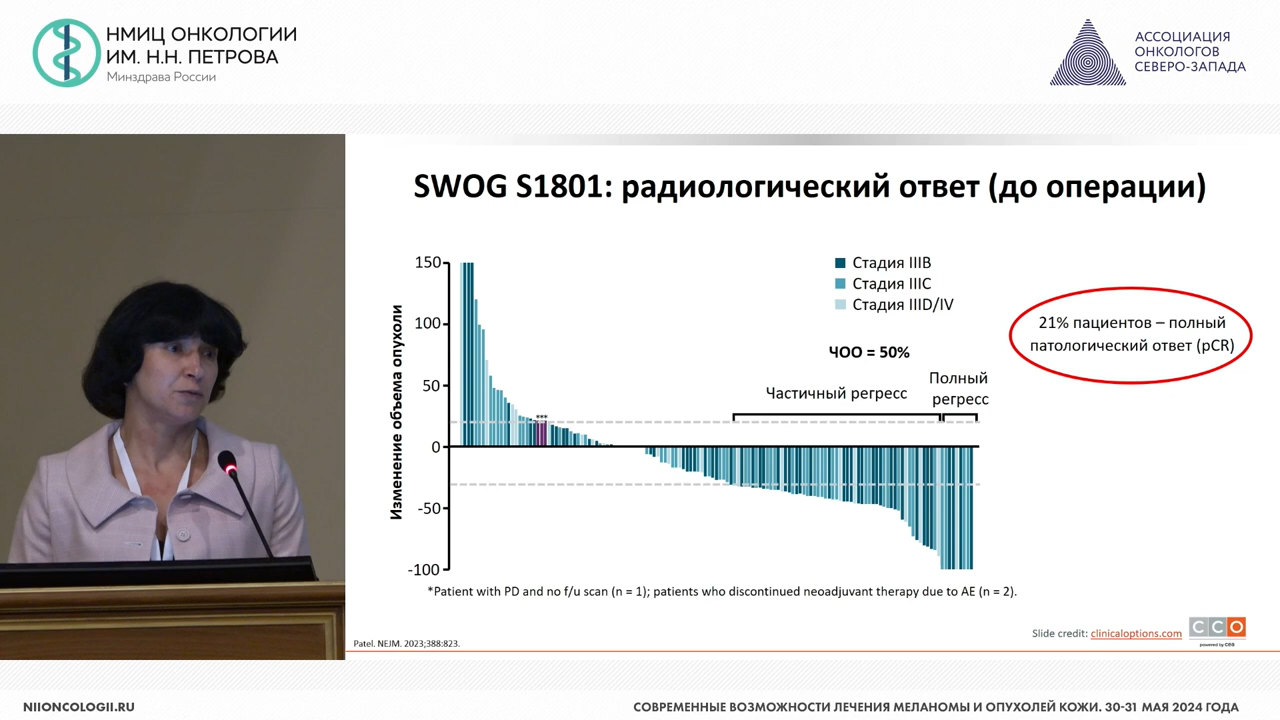 НМИЦ ОНКОЛОГИИ
ИМ. Н.Н. ПЕТРОВА
Минздрава России
АССОЦИАЦИЯ
ОНКОЛОГОВ
СЕВЕРО-ЗАПАДА
SWOG S1801: радиологический ответ (до операции)
Изменение объема опухоли
150
100
50
0
-50
-100
***
Стадия IIIB
Стадия IIIC
Стадия IIID/IV
ЧОО = 50%
Частичный регресс
Полный
регресс
21% пациентов – полный
патологический ответ (pCR)
*Patient with PD and no f/u scan (n = 1); patients who discontinued neoadjuvant therapy due to AE (n = 2).
Patel. NEJM. 2023;388:823.
Slide credit: clinicaloptions.com
CCO
powered by CEG
NIIONCOLOGII.RU
СОВРЕМЕННЫЕ ВОЗМОЖНОСТИ ЛЕЧЕНИЯ МЕЛАНОМЫ И ОПУХОЛЕЙ КОЖИ. 30-31 МАЯ 2024 ГОДА